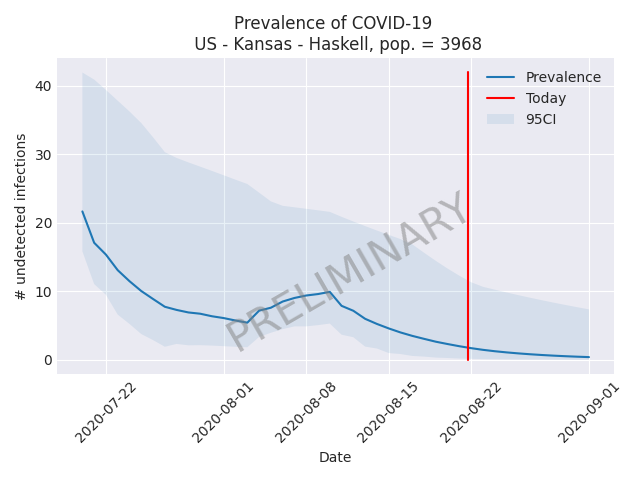 Prevalence of COVID-19
US - Kansas - Haskell, pop. = 3968
Prevalence
Today
95CI
# undetected infections
40
30
20
10
0
PRELIMINARY
2020-07-22
2020-08-01
2020-08-08
2020-08-15
2020-08-22
2020-09-01
Date